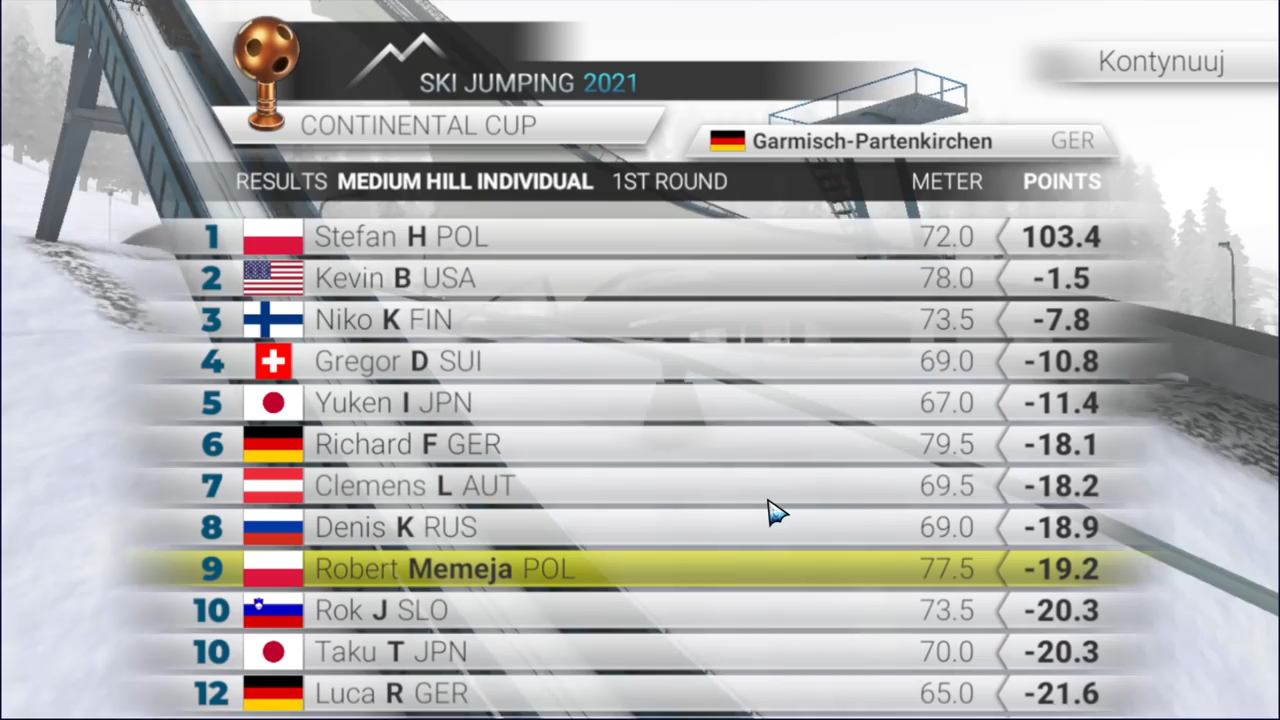 Kontynuuj
SKI JUMPING 2021
CONTINENTAL CUP
Garmisch-Partenkirchen GER
RESULTS MEDIUM HILL INDIVIDUAL 1ST ROUND METER POINTS
1 Stefan H POL 72.0 103.4
2 Kevin B USA 78.0 -1.5
3 Niko K FIN 73.5 -7.8
4 Gregor D SUI 69.0 -10.8
5 Yuken I JPN 67.0 -11.4
6 Richard F GER 79.5 -18.1
7 Clemens L AUT 69.5 -18.2
8 Denis K RUS 69.0 -18.9
9 Robert Memeja POL 77.5 -19.2
10 Rok J SLO 73.5 -20.3
10 Taku T JPN 70.0 -20.3
12 Luca R GER 65.0 -21.6